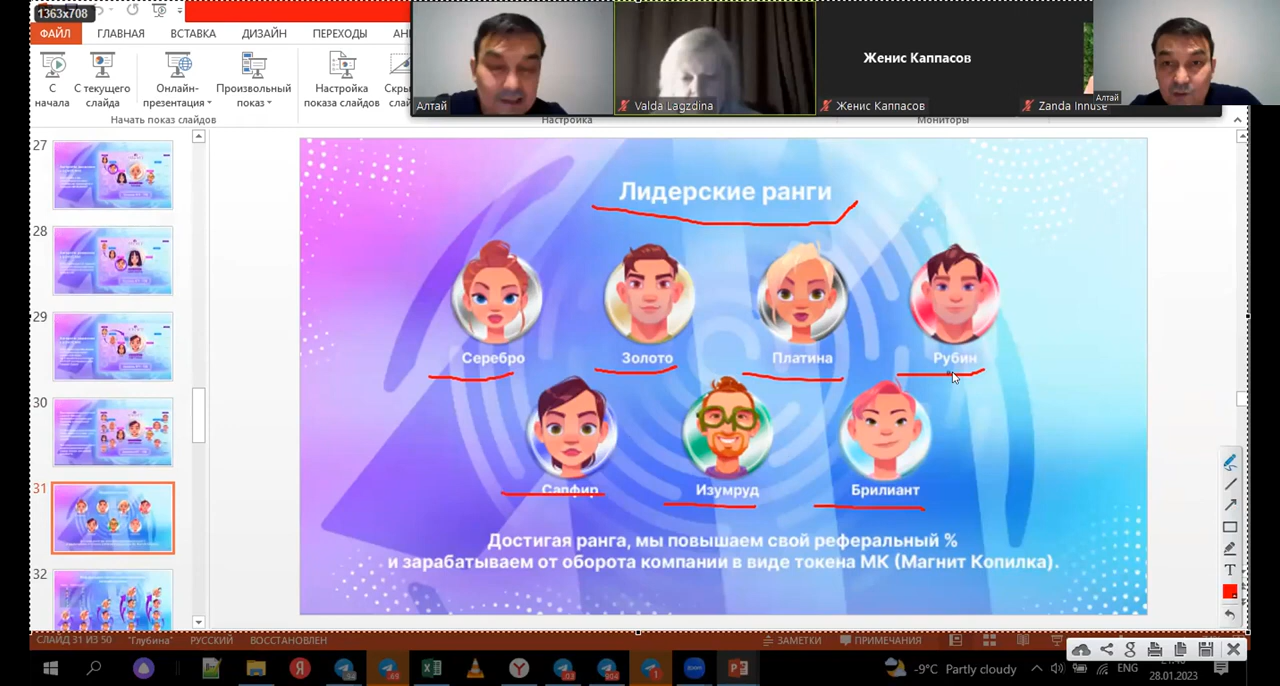 1363x708
ФАЙЛ
ГЛАВНАЯ
ВСТАВКА
ДИЗАЙН
ПЕРЕХОДЫ
С начала
С текущего слайда
Онлайн-презентация
Произвольный показ
Настройка показа слайдов
Начать показ слайдов
Настройка
Мониторы
Алтай
Valda Lagzdina
Женис Каппасов
Женис Каппасов
Zanda Innuse
Алтай
27
28
29
30
31
32
Лидерские ранги
Серебро
Золото
Платина
Рубин
Сапфир
Изумруд
Брилиант
Достигая ранга, мы повышаем свой реферальный %
и зарабатываем от оборота компании в виде токена МК (Магнит Копилка).
СЛАЙД 31 ИЗ 50
"Глубина"
РУССКИЙ
ВОССТАНОВЛЕН
ЗАМЕТКИ
ПРИМЕЧАНИЯ
-9°C Partly cloudy
ENG
28.01.2023